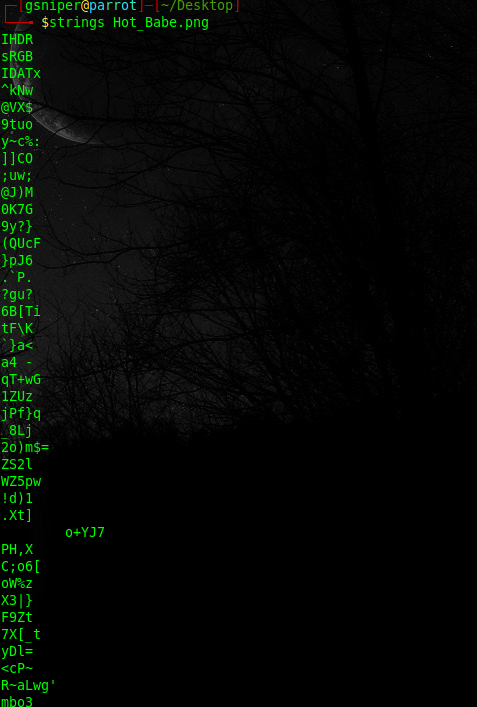 ┌─[gsniper@parrot]─[~/Desktop]
└──╼ $strings Hot_Babe.png
IHDR
sRGB
IDATx
^kNw
@VX$
9tuo
y~c%:
]]CO
;uw;
@J)M
0K7G
9y?}
(QUcF
}pJ6
.`P.
?gu?
6B[Ti
tF\K
`}a<
a4 -
qT+wG
1ZUz
jPf}q
_8Lj
2o)m$=
ZS2l
WZ5pw
!d)1
.Xt]
	o+YJ7
PH,X
C;o6[
oW%z
X3|}
F9Zt
7X[_t
yDl=
<cP~
R~aLwg'
mbo3